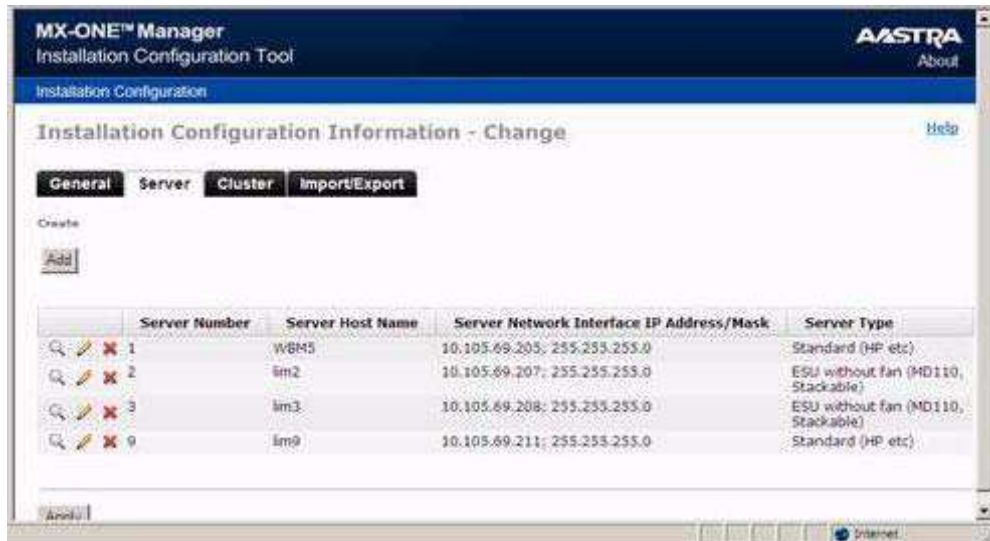 MX-ONE™ Manager
Installation Configuration Tool
AASTRA
About
Installation Configuration
Installation Configuration Information - Change
Help
General Server Cluster Import/Export
Create
Add
Server Number Server Host Name Server Network Interface IP Address/Mask Server Type
1 WBM5 10.105.69.205; 255.255.255.0 Standard (HP etc)
2 lim2 10.105.69.207; 255.255.255.0 ESU without fan (MD110,
Stackable)
3 lim3 10.105.69.208; 255.255.255.0 ESU without fan (MD110,
Stackable)
9 lim9 10.105.69.211; 255.255.255.0 Standard (HP etc)
Apply
Internet